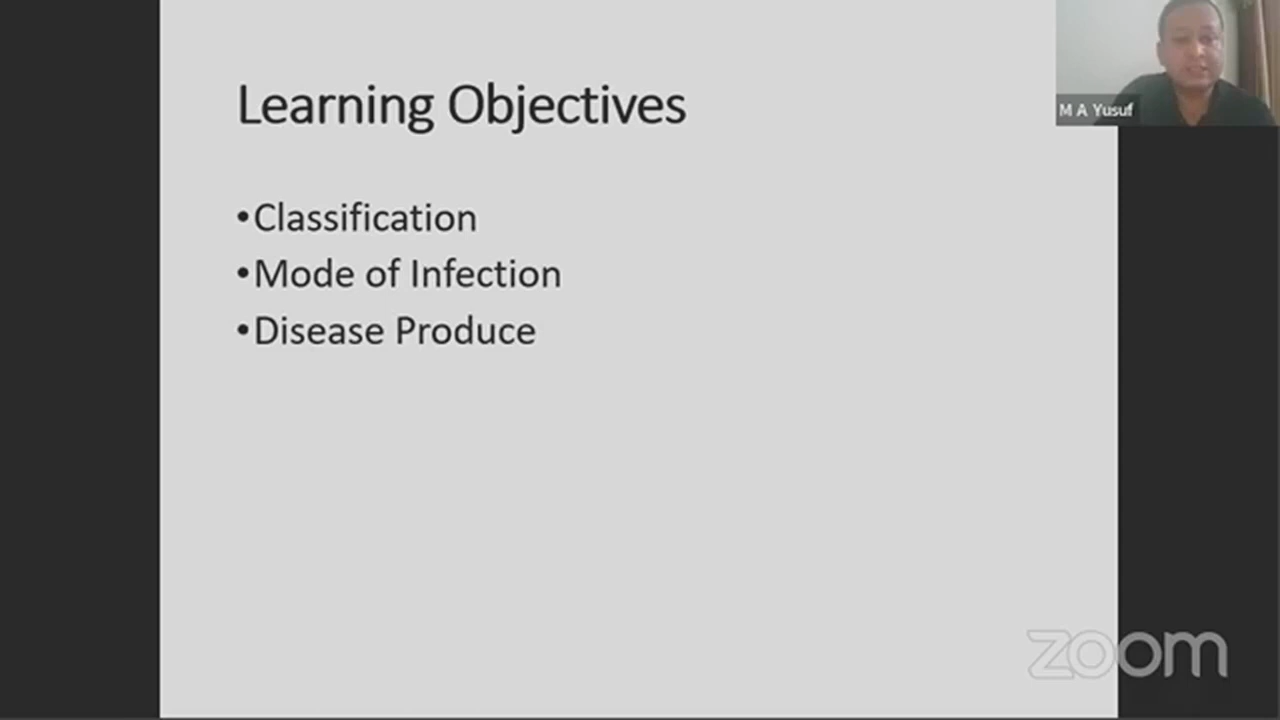 Learning Objectives
M A Yusuf
•Classification
•Mode of Infection
•Disease Produce
zoom